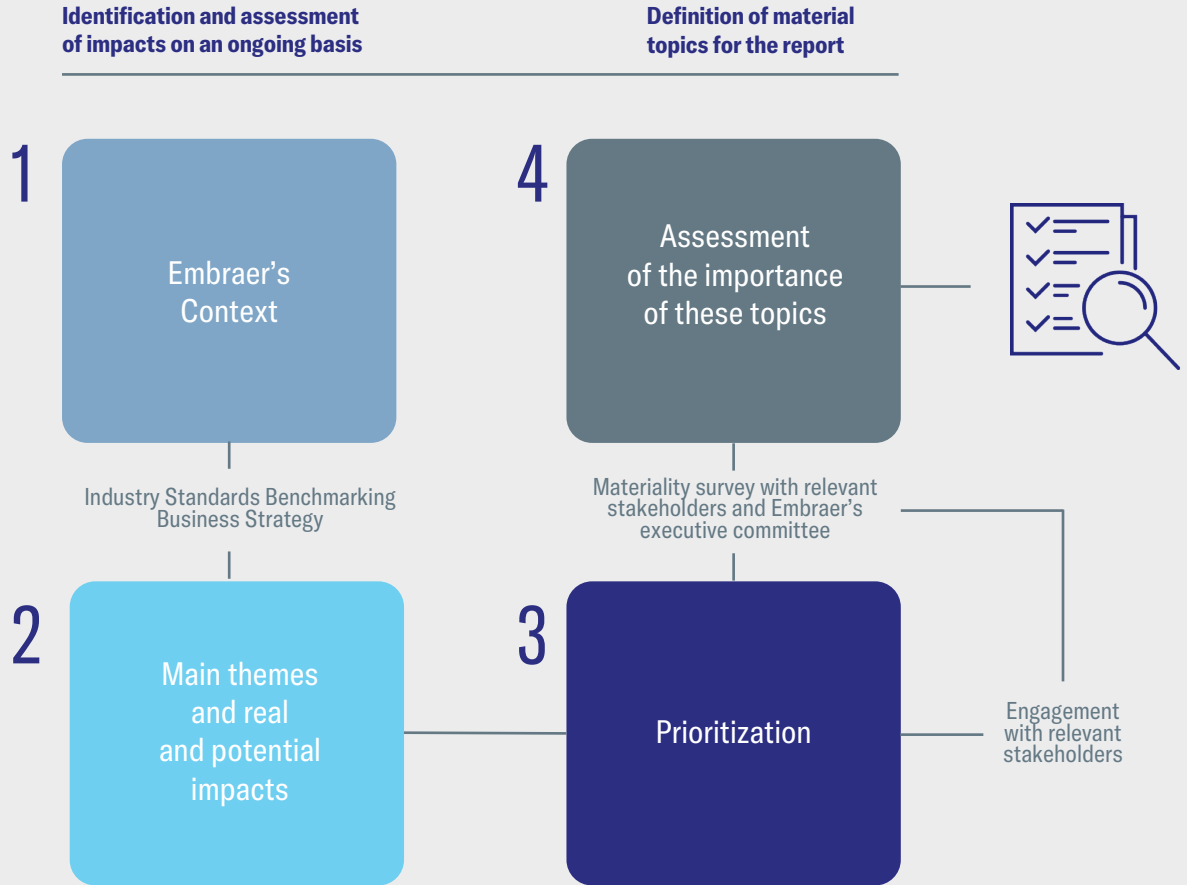 Identification and assessment
of impacts on an ongoing basis
Definition of material
topics for the report
1
Embraer’s
Context
Industry Standards Benchmarking
Business Strategy
2
Main themes
and real
and potential
impacts
3
Prioritization
Engagement
with relevant
stakeholders
4
Assessment
of the importance
of these topics
Materiality survey with relevant
stakeholders and Embraer’s
executive committee